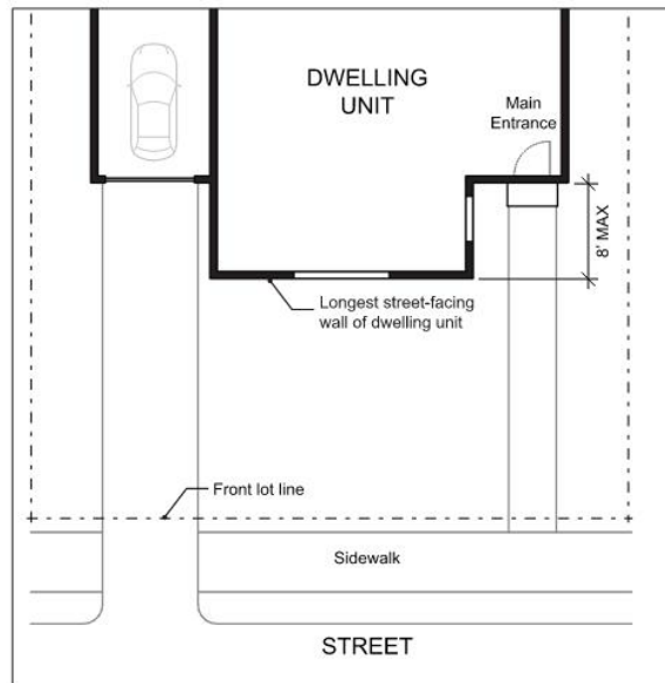 DWELLING
UNIT
Main
Entrance
8' MAX
Longest street-facing
wall of dwelling unit
Front lot line
Sidewalk
STREET